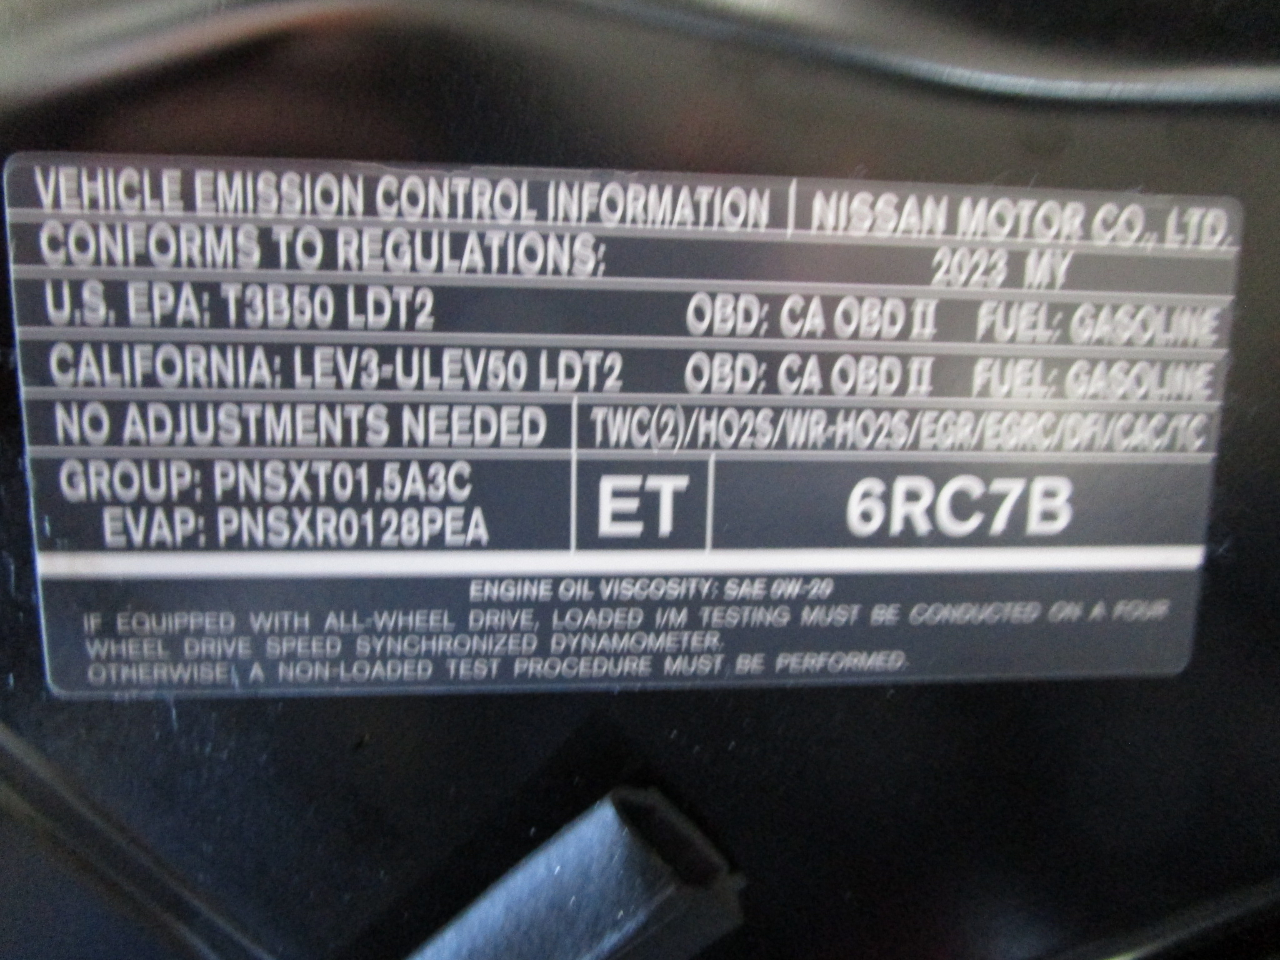 VEHICLE EMISSION CONTROL INFORMATION | NISSAN MOTOR CO., LTD.
CONFORMS TO REGULATIONS: 2023 MY
U.S. EPA: T3B50 LDT2 OBD: CA OBD II FUEL: GASOLINE
CALIFORNIA: LEV3-ULEV50 LDT2 OBD: CA OBD II FUEL: GASOLINE
NO ADJUSTMENTS NEEDED TWC(2)/HO2S/WR-HO2S/EGR/EGRC/DFI/CAC/TC
GROUP: PNSXT01.5A3C
EVAP: PNSXR0128PEA
ET 6RC7B
ENGINE OIL VISCOSITY: SAE 0W-20
IF EQUIPPED WITH ALL-WHEEL DRIVE, LOADED I/M TESTING MUST BE CONDUCTED ON A FOUR
WHEEL DRIVE SPEED SYNCHRONIZED DYNAMOMETER.
OTHERWISE, A NON-LOADED TEST PROCEDURE MUST BE PERFORMED.